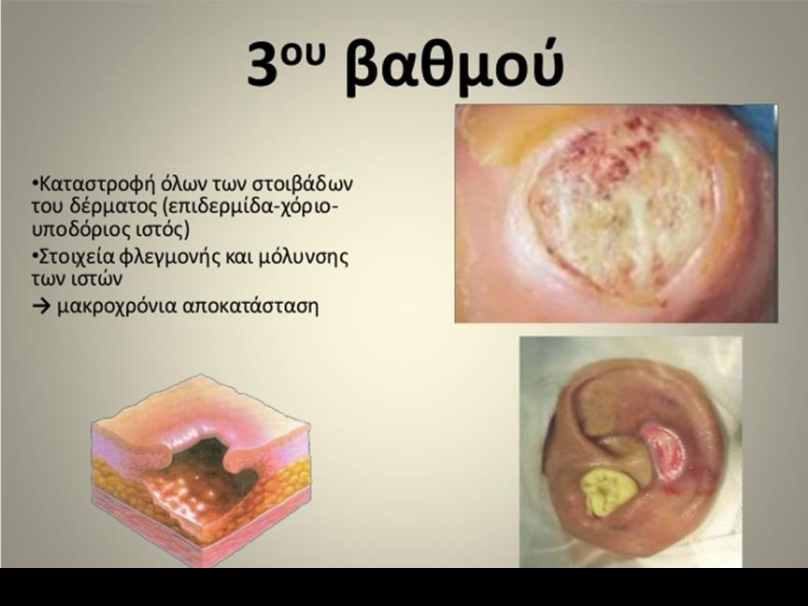 3ου βαθμού
•Καταστροφή όλων των στοιβάδων
του δέρματος (επιδερμίδα-χόριο-
υποδόριος ιστός)
•Στοιχεία φλεγμονής και μόλυνσης
των ιστών
→ μακροχρόνια αποκατάσταση